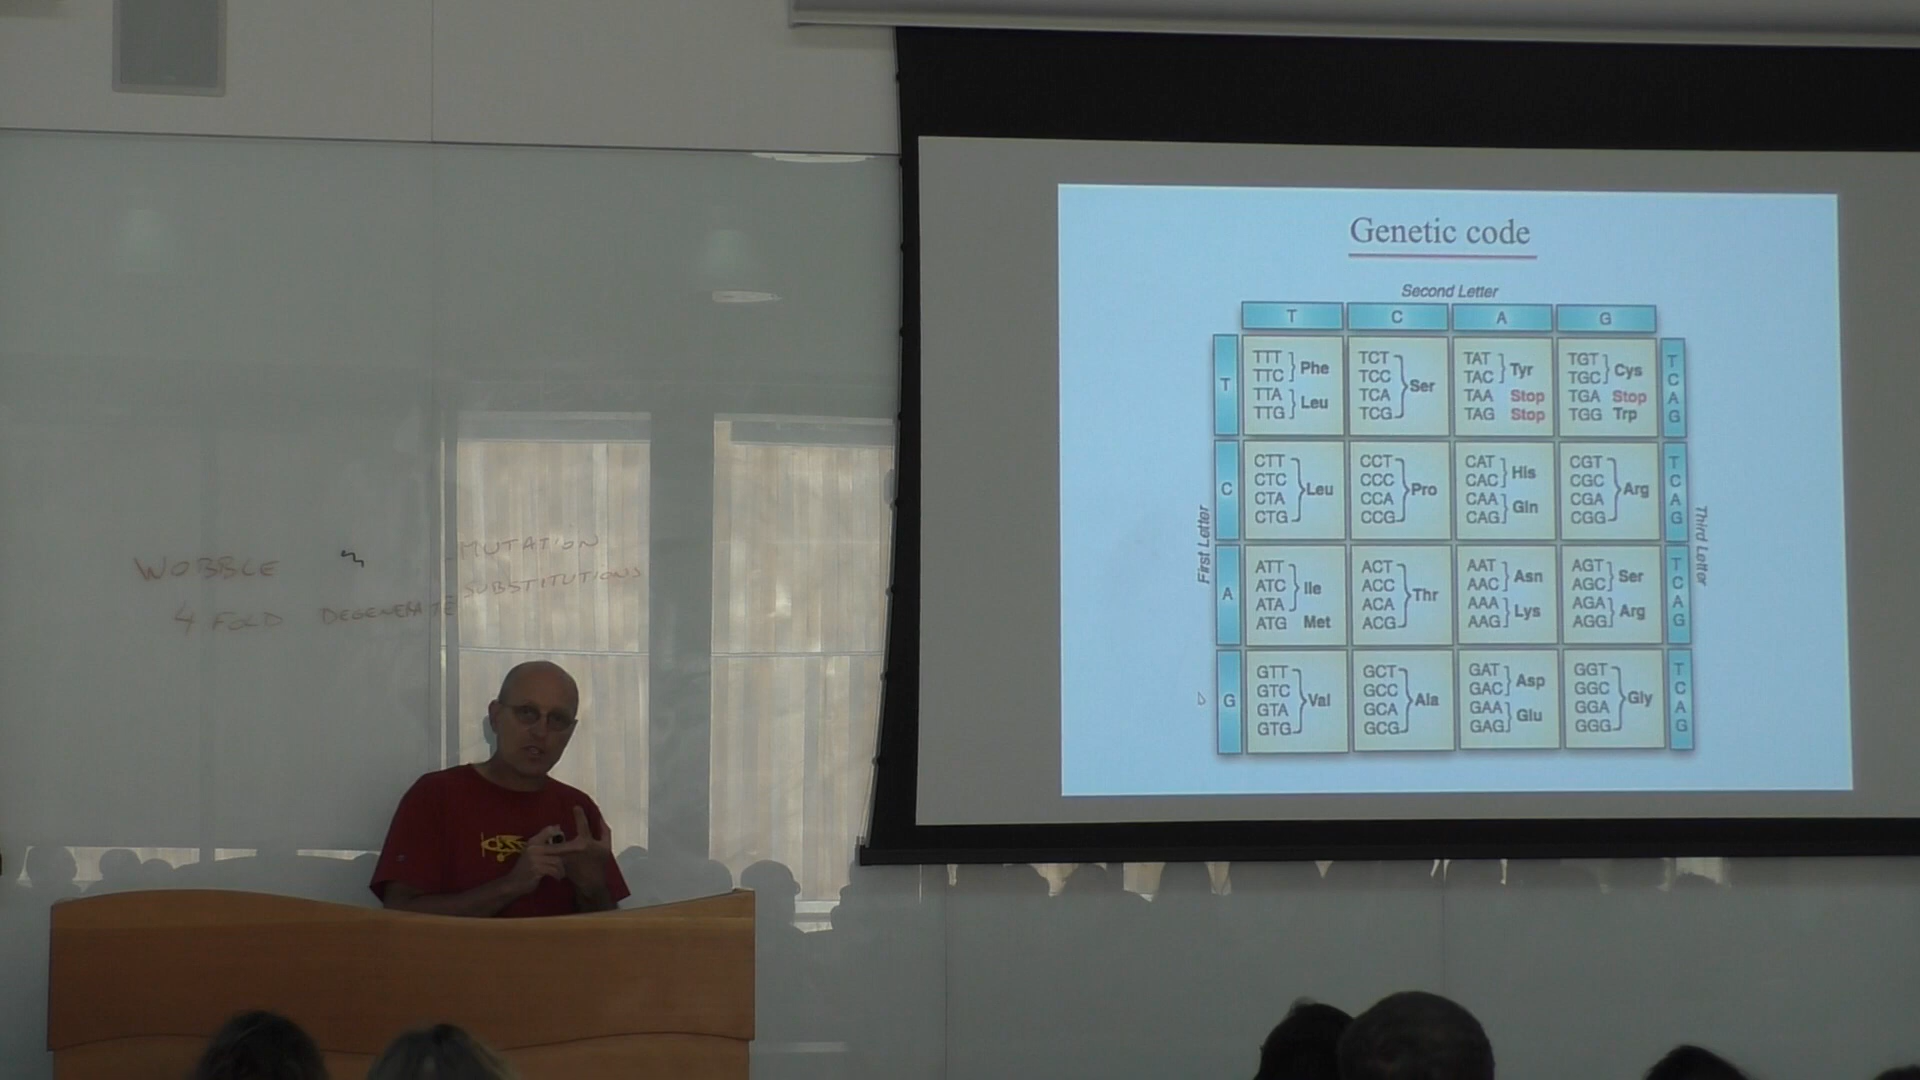 WOBBLE
- MUTATION
SUBSTITUTIONS
4 FOLD DEGENERATE
Genetic code
Second Letter
T C A G
First Letter
Third Letter
T
TTT
TTC } Phe
TTA
TTG } Leu
TCT
TCC
TCA
TCG } Ser
TAT
TAC } Tyr
TAA Stop
TAG Stop
TGT
TGC } Cys
TGA Stop
TGG Trp
T
C
A
G
C
CTT
CTC
CTA
CTG } Leu
CCT
CCC
CCA
CCG } Pro
CAT
CAC } His
CAA
CAG } Gln
CGT
CGC
CGA
CGG } Arg
T
C
A
G
A
ATT
ATC
ATA } Ile
ATG Met
ACT
ACC
ACA
ACG } Thr
AAT
AAC } Asn
AAA
AAG } Lys
AGT
AGC } Ser
AGA
AGG } Arg
T
C
A
G
G
GTT
GTC
GTA
GTG } Val
GCT
GCC
GCA
GCG } Ala
GAT
GAC } Asp
GAA
GAG } Glu
GGT
GGC
GGA
GGG } Gly
T
C
A
G